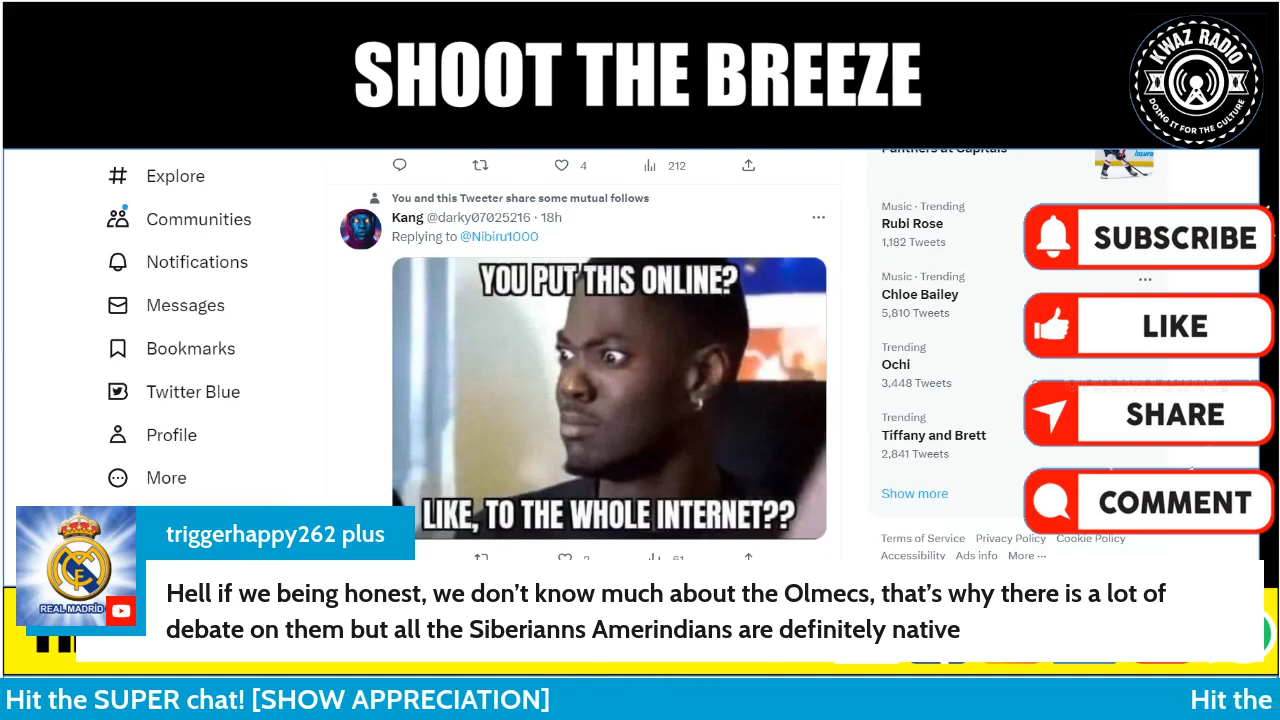 SHOOT THE BREEZE
KWAZ RADIO
DOING IT FOR THE CULTURE
Explore
Communities
Notifications
Messages
Bookmarks
Twitter Blue
Profile
More
4
212
You and this Tweeter share some mutual follows
Kang @darky07025216 · 18h
Replying to @Nibiru1000
YOU PUT THIS ONLINE?
LIKE, TO THE WHOLE INTERNET??
2
61
Panthers at Capitals
Music · Trending
Rubi Rose
1,182 Tweets
Music · Trending
Chloe Bailey
5,810 Tweets
Trending
Ochi
3,448 Tweets
Trending
Tiffany and Brett
2,841 Tweets
Show more
Terms of Service Privacy Policy Cookie Policy
Accessibility Ads info More ···
SUBSCRIBE
LIKE
SHARE
COMMENT
REAL MADRID
triggerhappy262 plus
Hell if we being honest, we don’t know much about the Olmecs, that’s why there is a lot of
debate on them but all the Siberianns Amerindians are definitely native
Hit the SUPER chat! [SHOW APPRECIATION]
Hit the